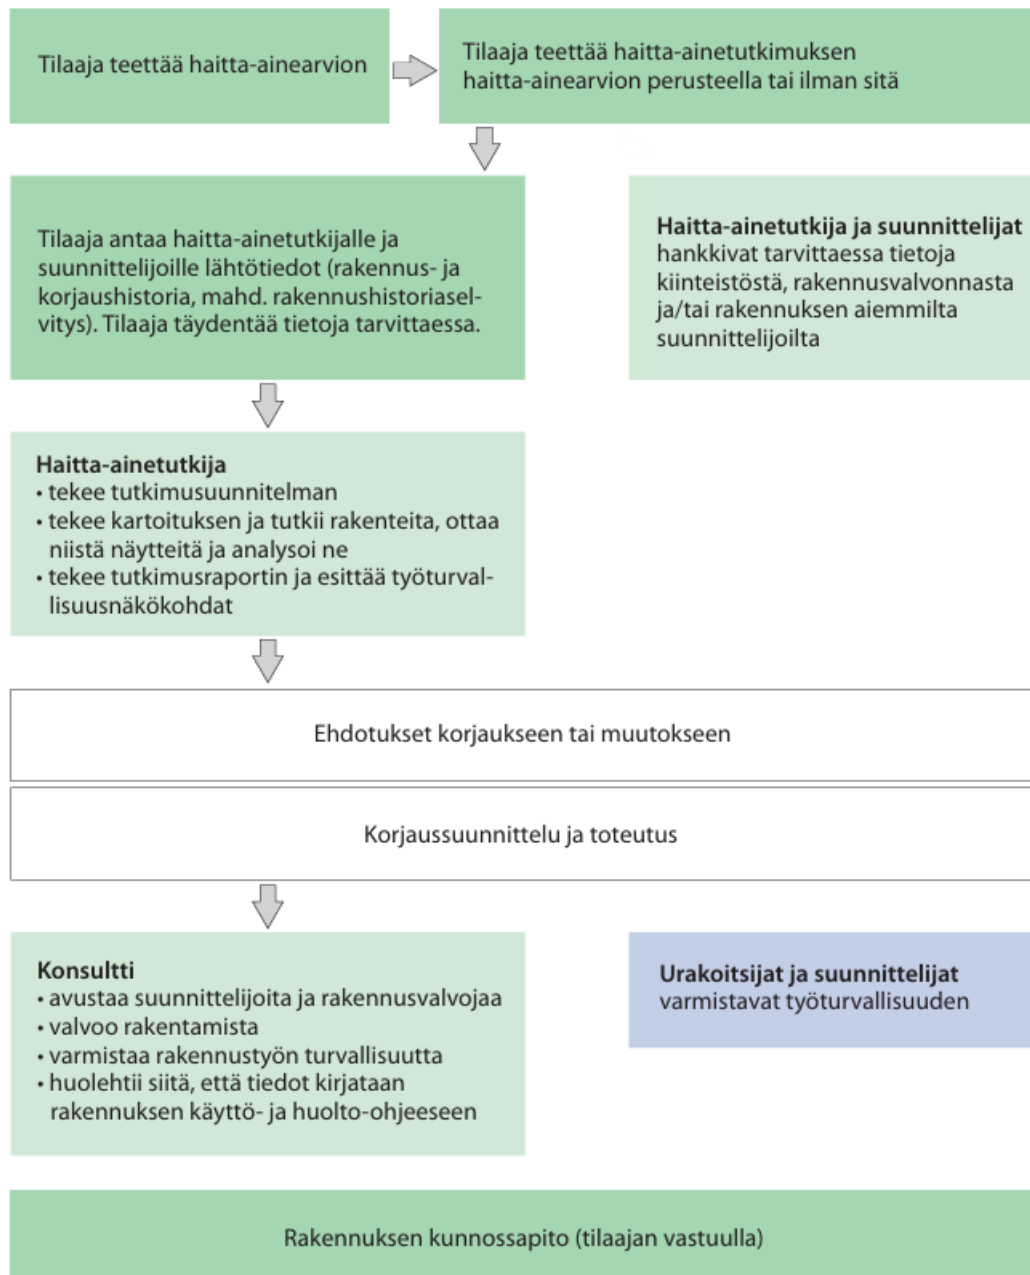 Tilaaja teettää haitta-ainearvion
Tilaaja teettää haitta-ainetutkimuksen
haitta-ainearvion perusteella tai ilman sitä
Tilaaja antaa haitta-ainetutkijalle ja
suunnittelijoille lähtötiedot (rakennus- ja
korjaushistoria, mahd. rakennushistoriasel-
vitys). Tilaaja täydentää tietoja tarvittaessa.
Haitta-ainetutkija ja suunnittelijat
hankkivat tarvittaessa tietoja
kiinteistöstä, rakennusvalvonnasta
ja/tai rakennuksen aiemmilta
suunnittelijoilta
Haitta-ainetutkija
• tekee tutkimusuunnitelman
• tekee kartoituksen ja tutkii rakenteita, ottaa
niistä näytteitä ja analysoi ne
• tekee tutkimusraportin ja esittää työturval-
lisuusnäkökohdat
Ehdotukset korjaukseen tai muutokseen
Korjaussuunnittelu ja toteutus
Konsultti
• avustaa suunnittelijoita ja rakennusvalvojaa
• valvoo rakentamista
• varmistaa rakennustyön turvallisuutta
• huolehtii siitä, että tiedot kirjataan
rakennuksen käyttö- ja huolto-ohjeeseen
Urakoitsijat ja suunnittelijat
varmistavat työturvallisuuden
Rakennuksen kunnossapito (tilaajan vastuulla)